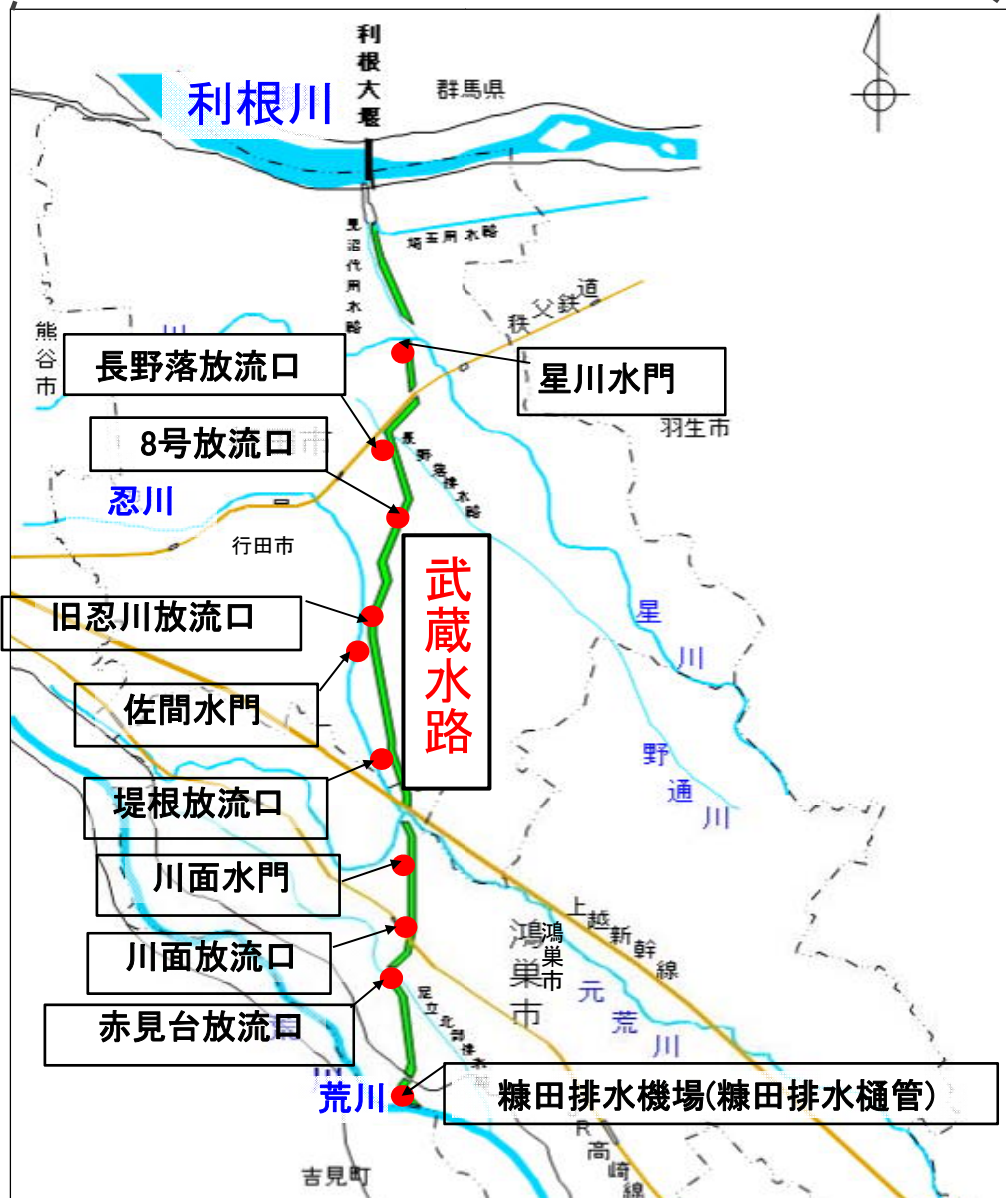 利根大堰
群馬県
利根川
見沼代用水路
埼玉用水路
秩父鉄道
熊谷市
川
長野落放流口
星川水門
羽生市
8号放流口
市
長野落排水路
忍川
行田市
武蔵水路
旧忍川放流口
星川
佐間水門
野通川
堤根放流口
川面水門
上越新幹線
鴻巣市
鴻巣市
川面放流口
元荒川
足立北部排水
赤見台放流口
荒川
糠田排水機場(糠田排水樋管)
R高崎線
吉見町